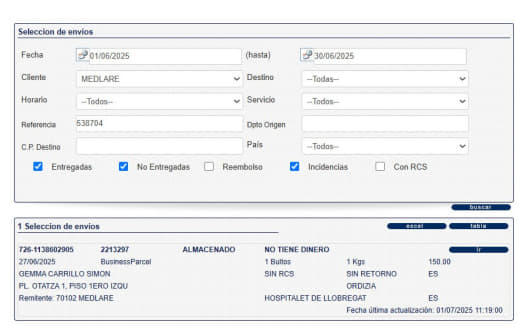 Seleccion de envios
Fecha 01/06/2025 (hasta) 30/06/2025
Cliente MEDLARE Destino --Todas--
Horario --Todos-- Servicio --Todos--
Referencia 538704 Dpto Origen
C.P. Destino País --Todos--
Entregadas No Entregadas Reembolso Incidencias Con RCS
buscar
1 Seleccion de envios excel tabla
726-1138602905 2213297 ALMACENADO NO TIENE DINERO ir
27/06/2025 BusinessParcel 1 Bultos 1 Kgs 150.00
GEMMA CARRILLO SIMON SIN RCS SIN RETORNO ES
PL. OTATZA 1, PISO 1ERO IZQU ORDIZIA
Remitente: 70102 MEDLARE HOSPITALET DE LLOBREGAT ES
Fecha última actualización: 01/07/2025 11:19:00